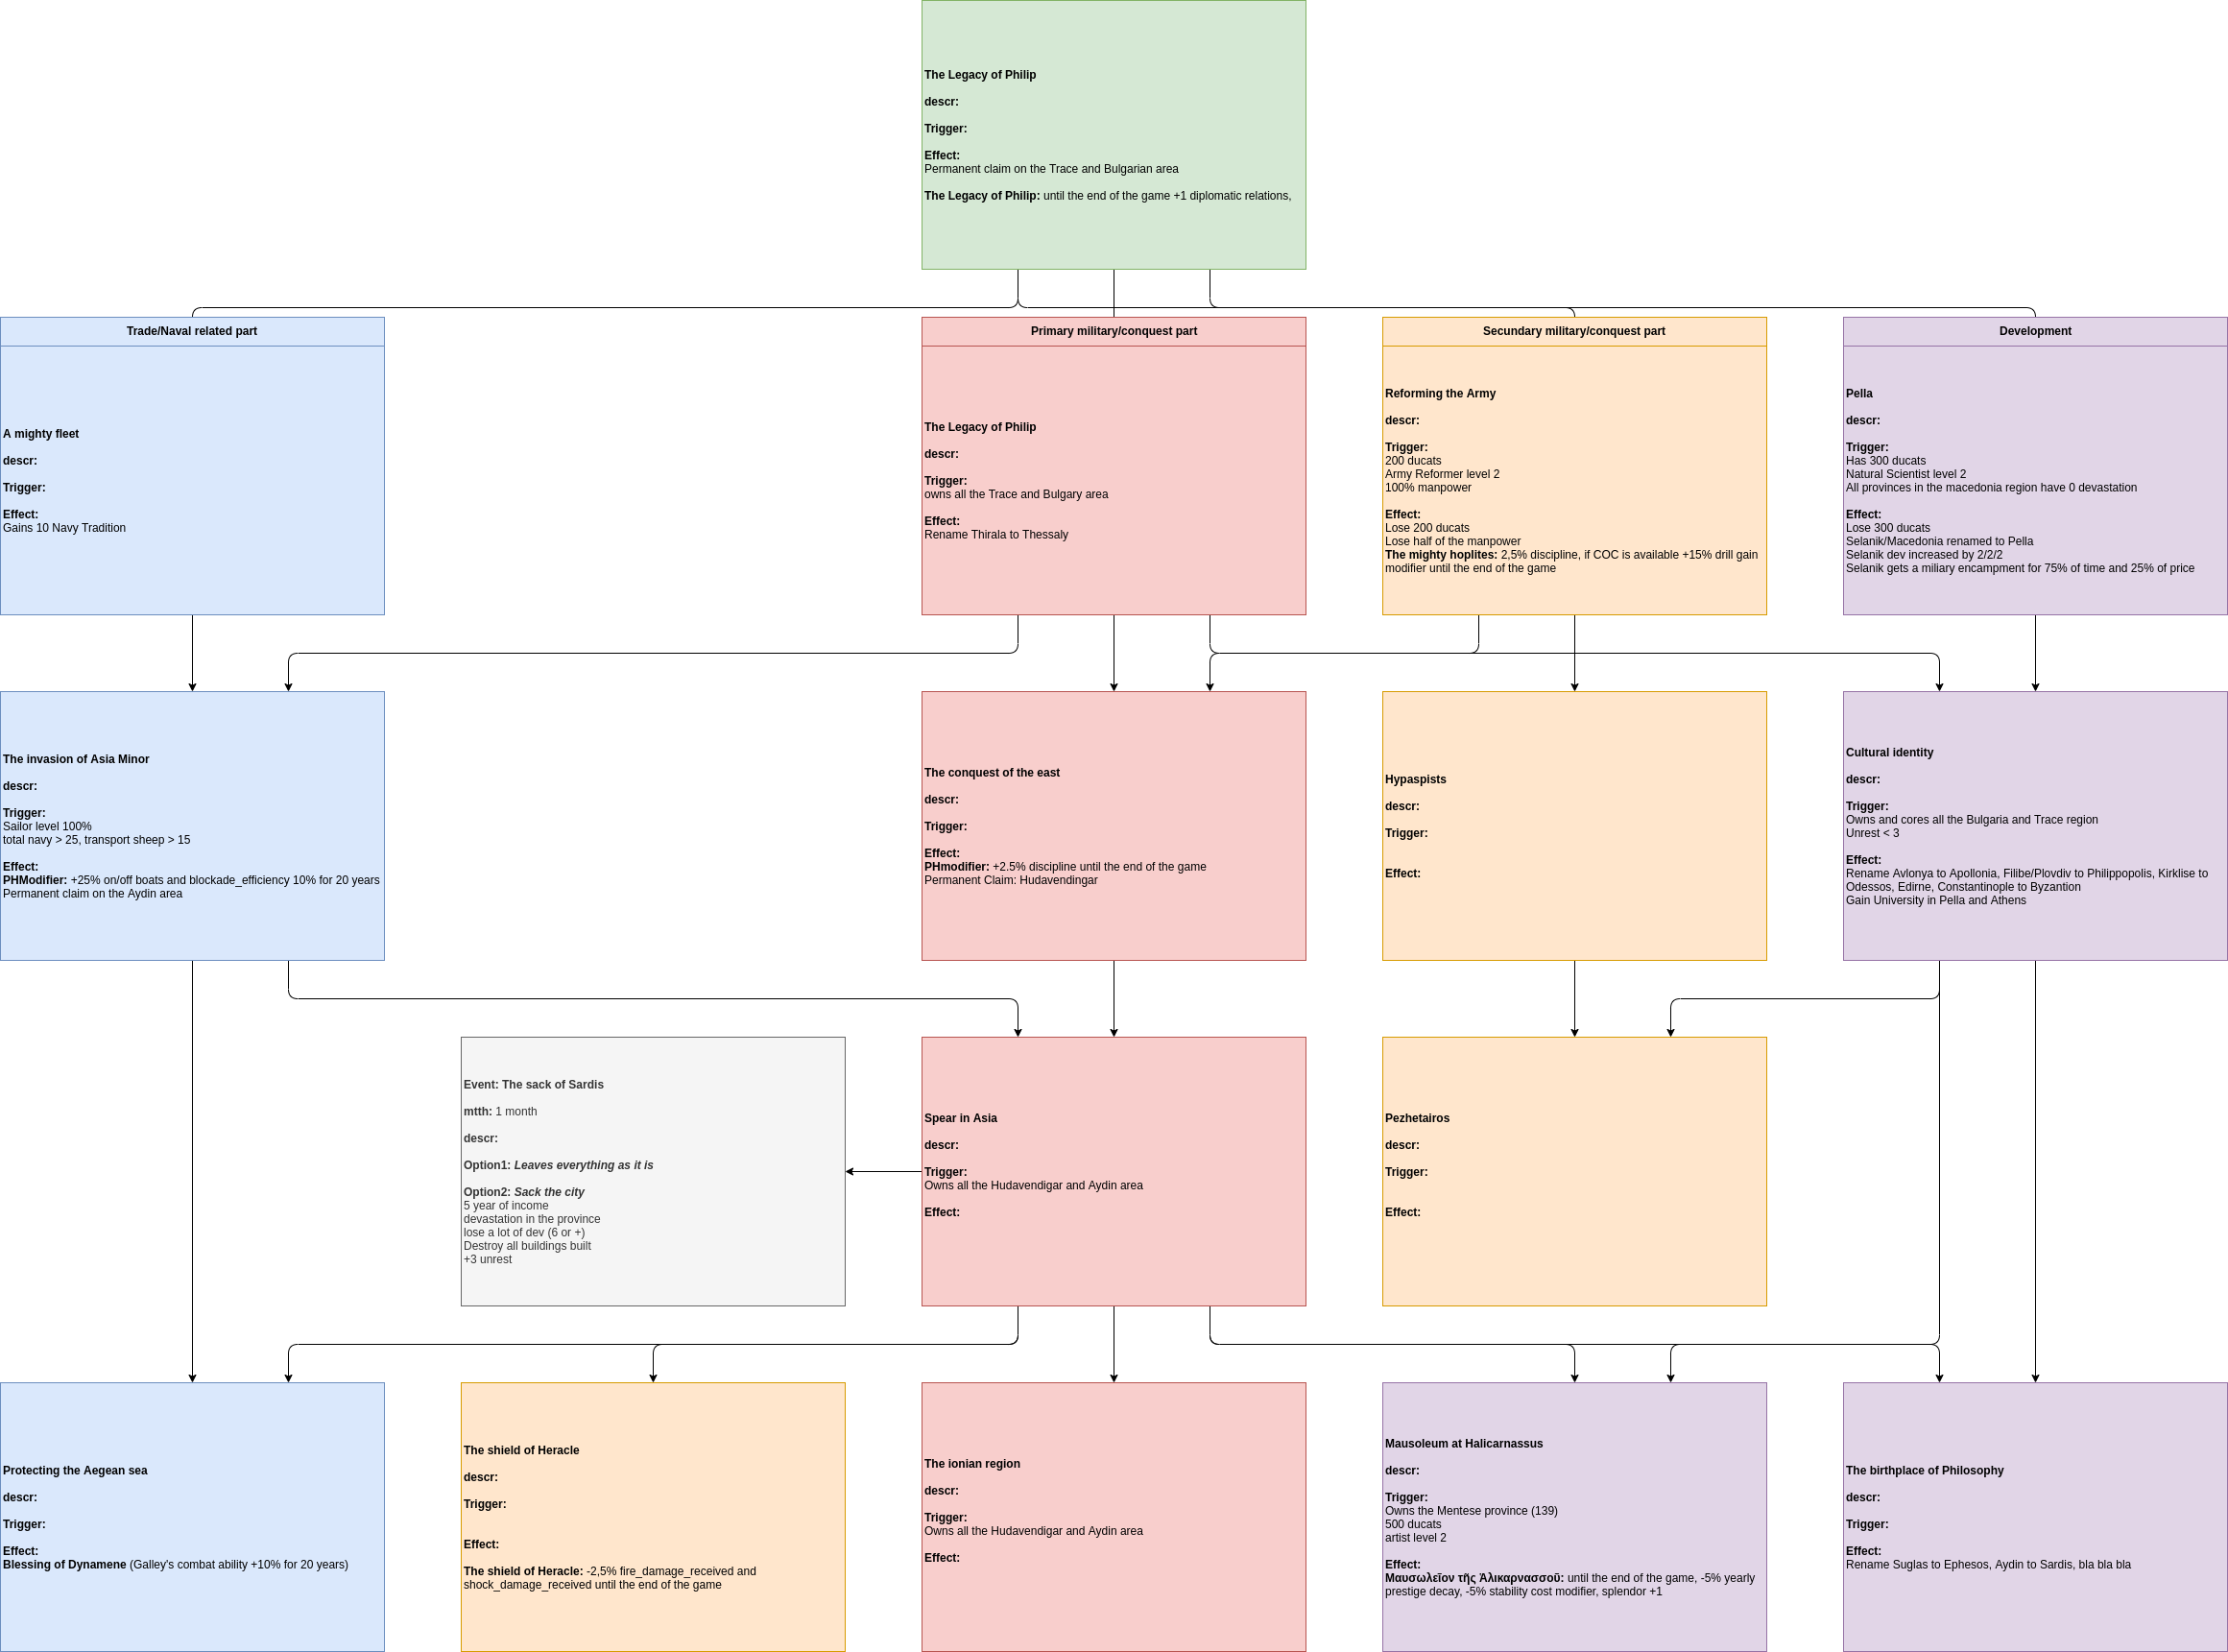 The Legacy of Philip
descr:
Trigger:
Effect:
Permanent claim on the Trace and Bulgarian area
The Legacy of Philip: until the end of the game +1 diplomatic relations,
Trade/Naval related part
A mighty fleet
descr:
Trigger:
Effect:
Gains 10 Navy Tradition
Primary military/conquest part
The Legacy of Philip
descr:
Trigger:
owns all the Trace and Bulgary area
Effect:
Rename Thirala to Thessaly
Secundary military/conquest part
Reforming the Army
descr:
Trigger:
200 ducats
Army Reformer level 2
100% manpower
Effect:
Lose 200 ducats
Lose half of the manpower
The mighty hoplites: 2,5% discipline, if COC is available +15% drill gain
modifier until the end of the game
Development
Pella
descr:
Trigger:
Has 300 ducats
Natural Scientist level 2
All provinces in the macedonia region have 0 devastation
Effect:
Lose 300 ducats
Selanik/Macedonia renamed to Pella
Selanik dev increased by 2/2/2
Selanik gets a miliary encampment for 75% of time and 25% of price
The invasion of Asia Minor
descr:
Trigger:
Sailor level 100%
total navy > 25, transport sheep > 15
Effect:
PHModifier: +25% on/off boats and blockade_efficiency 10% for 20 years
Permanent claim on the Aydin area
The conquest of the east
descr:
Trigger:
Effect:
PHmodifier: +2.5% discipline until the end of the game
Permanent Claim: Hudavendingar
Hypaspists
descr:
Trigger:
Effect:
Cultural identity
descr:
Trigger:
Owns and cores all the Bulgaria and Trace region
Unrest < 3
Effect:
Rename Avlonya to Apollonia, Filibe/Plovdiv to Philippopolis, Kirklise to
Odessos, Edirne, Constantinople to Byzantion
Gain University in Pella and Athens
Event: The sack of Sardis
mtth: 1 month
descr:
Option1: Leaves everything as it is
Option2: Sack the city
5 year of income
devastation in the province
lose a lot of dev (6 or +)
Destroy all buildings built
+3 unrest
Spear in Asia
descr:
Trigger:
Owns all the Hudavendigar and Aydin area
Effect:
Pezhetairos
descr:
Trigger:
Effect:
Protecting the Aegean sea
descr:
Trigger:
Effect:
Blessing of Dynamene (Galley's combat ability +10% for 20 years)
The shield of Heracle
descr:
Trigger:
Effect:
The shield of Heracle: -2,5% fire_damage_received and
shock_damage_received until the end of the game
The ionian region
descr:
Trigger:
Owns all the Hudavendigar and Aydin area
Effect:
Mausoleum at Halicarnassus
descr:
Trigger:
Owns the Mentese province (139)
500 ducats
artist level 2
Effect:
Μαυσωλεῖον τῆς Ἁλικαρνασσοῦ: until the end of the game, -5% yearly
prestige decay, -5% stability cost modifier, splendor +1
The birthplace of Philosophy
descr:
Trigger:
Effect:
Rename Suglas to Ephesos, Aydin to Sardis, bla bla bla